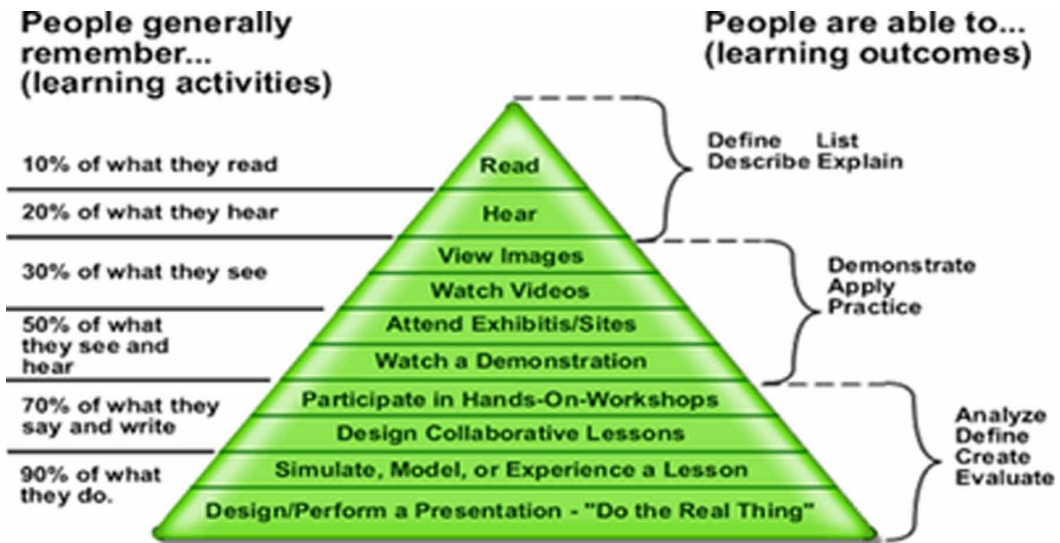 People generally
remember...
(learning activities)
People are able to...
(learning outcomes)
10% of what they read
20% of what they hear
30% of what they see
50% of what
they see and
hear
70% of what they
say and write
90% of what
they do.
Read
Hear
View Images
Watch Videos
Attend Exhibitis/Sites
Watch a Demonstration
Participate in Hands-On-Workshops
Design Collaborative Lessons
Simulate, Model, or Experience a Lesson
Design/Perform a Presentation - "Do the Real Thing"
Define List
Describe Explain
Demonstrate
Apply
Practice
Analyze
Define
Create
Evaluate